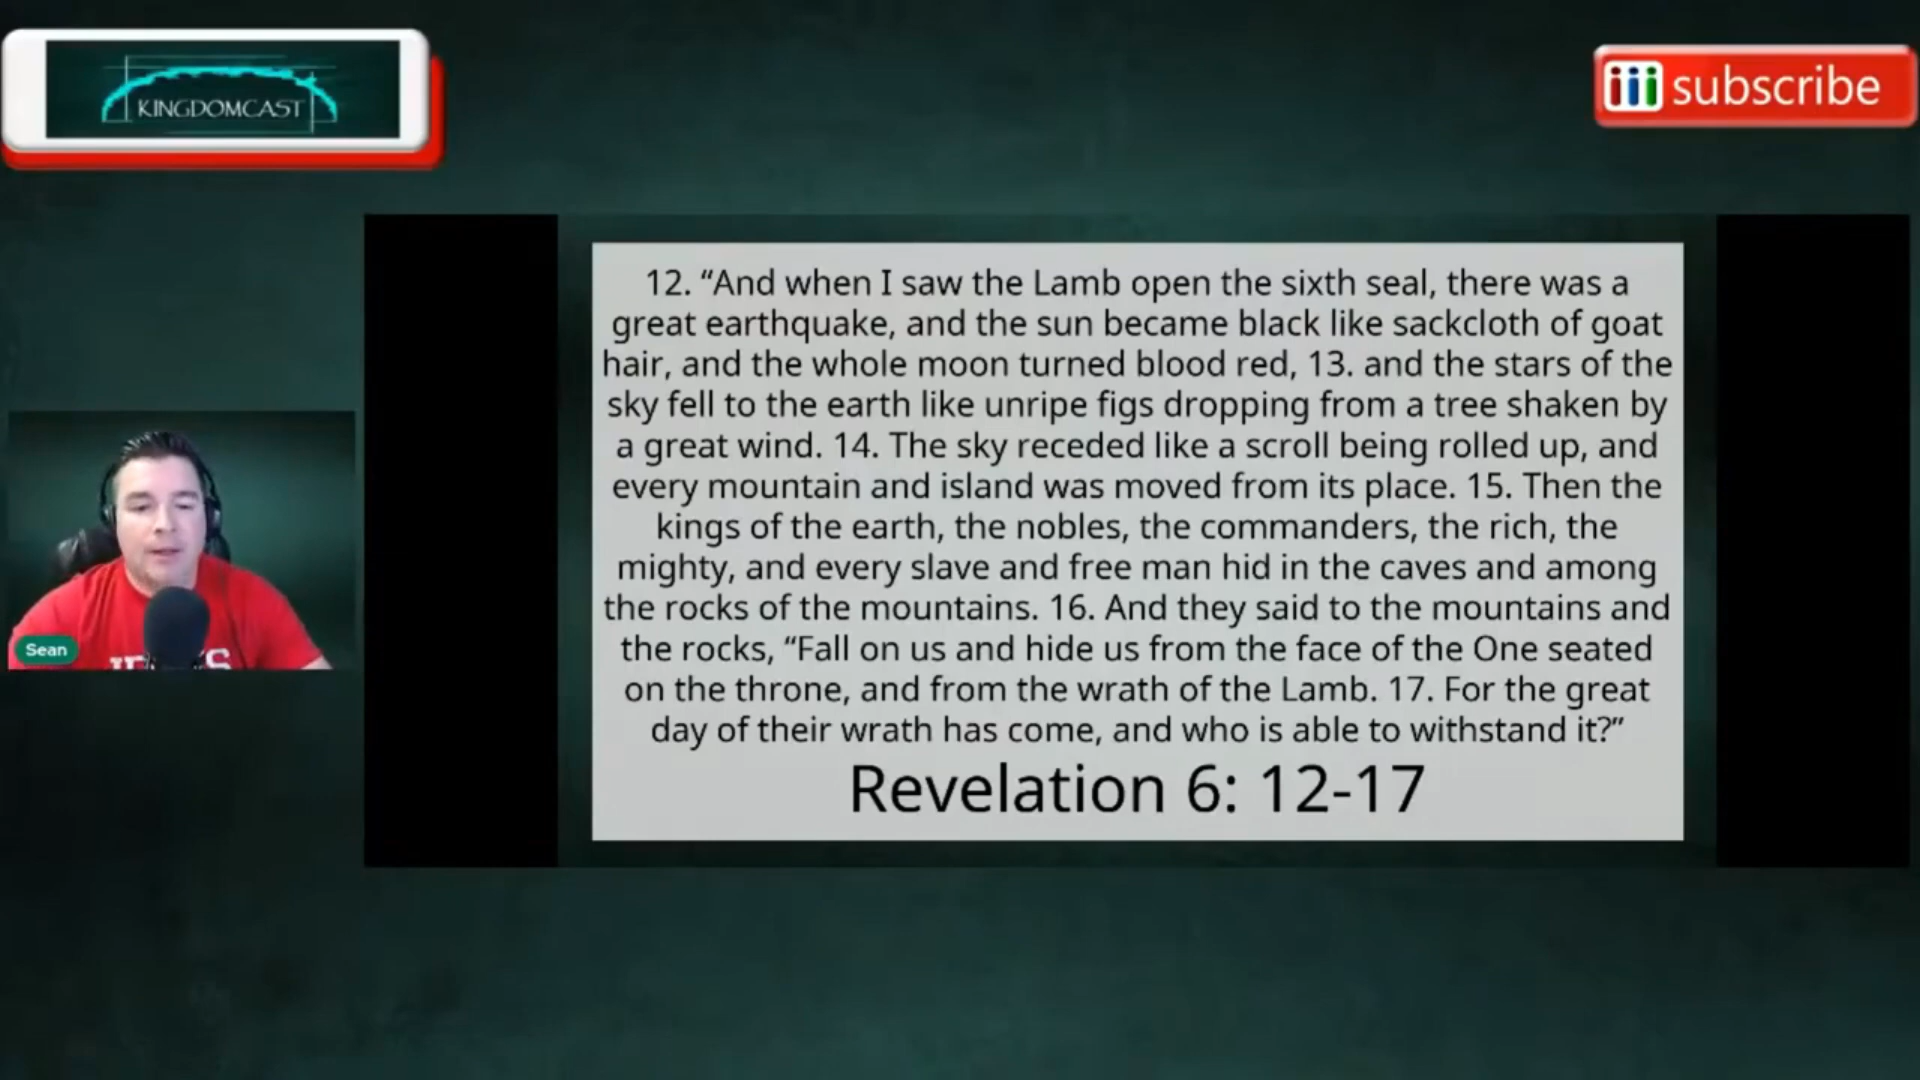 KINGDOMCAST
subscribe
12. “And when I saw the Lamb open the sixth seal, there was a
great earthquake, and the sun became black like sackcloth of goat
hair, and the whole moon turned blood red, 13. and the stars of the
sky fell to the earth like unripe figs dropping from a tree shaken by
a great wind. 14. The sky receded like a scroll being rolled up, and
every mountain and island was moved from its place. 15. Then the
kings of the earth, the nobles, the commanders, the rich, the
mighty, and every slave and free man hid in the caves and among
the rocks of the mountains. 16. And they said to the mountains and
the rocks, “Fall on us and hide us from the face of the One seated
on the throne, and from the wrath of the Lamb. 17. For the great
day of their wrath has come, and who is able to withstand it?”
Revelation 6: 12-17
Sean